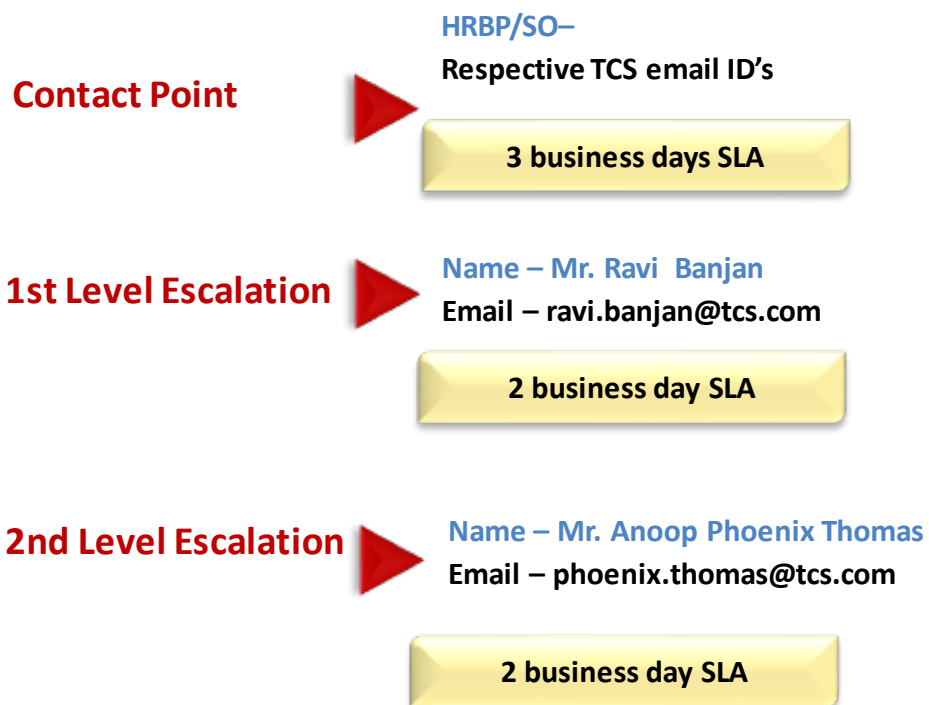 HRBP/SO–
Respective TCS email ID’s
Contact Point
3 business days SLA
1st Level Escalation
Name – Mr. Ravi Banjan
Email – ravi.banjan@tcs.com
2 business day SLA
2nd Level Escalation
Name – Mr. Anoop Phoenix Thomas
Email – phoenix.thomas@tcs.com
2 business day SLA